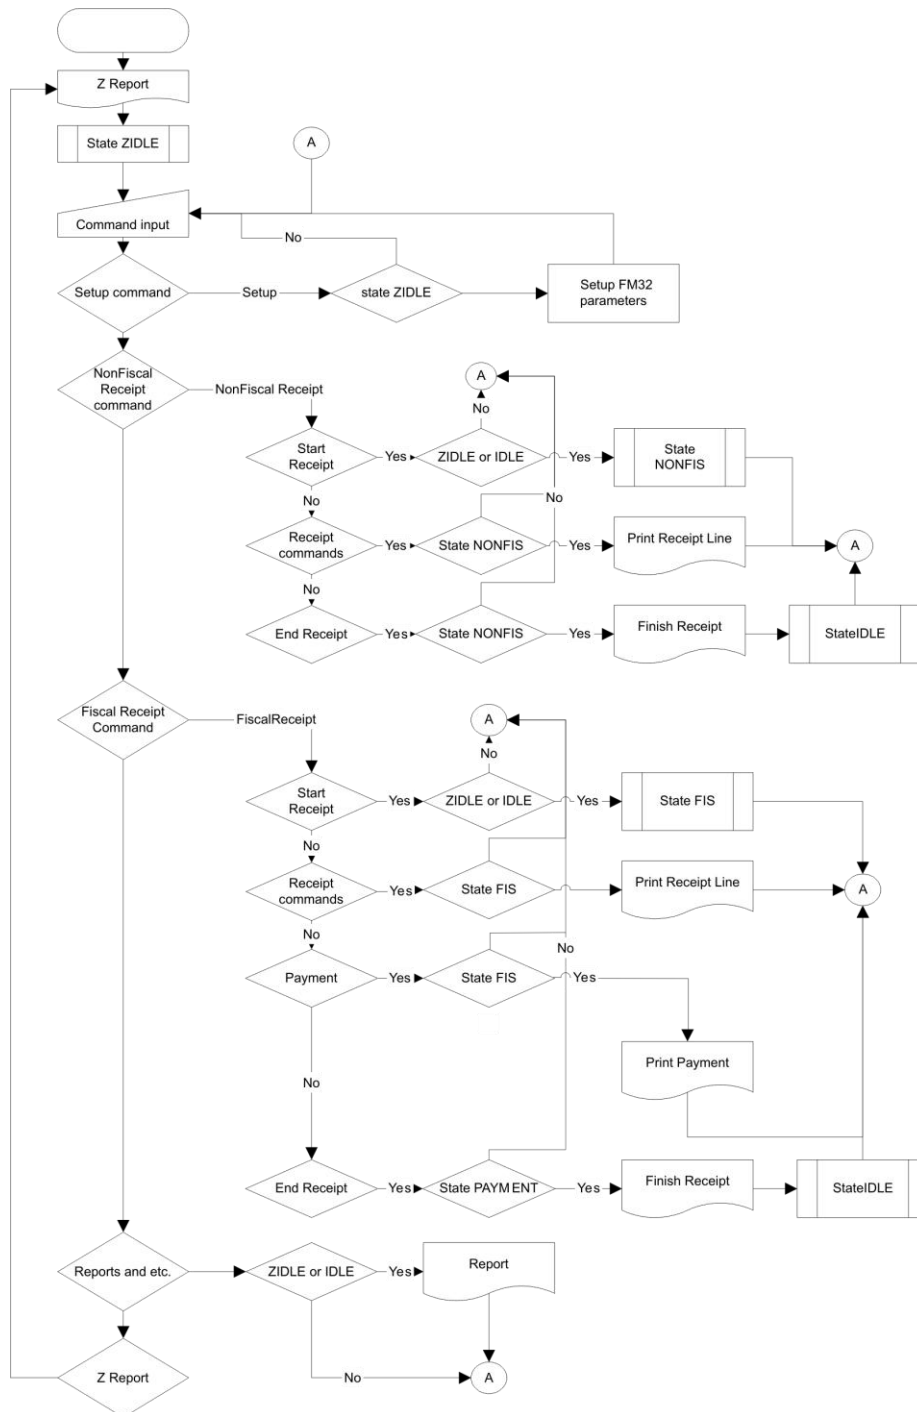 Z Report
State ZIDLE
A
Command input
No
Setup command
Setup
state ZIDLE
Setup FM32
parameters
NonFiscal
Receipt
command
NonFiscal Receipt
A
No
Start
Receipt
Yes
ZIDLE or IDLE
Yes
State
NONFIS
No
No
Receipt
commands
Yes
State NONFIS
Yes
Print Receipt Line
A
No
End Receipt
Yes
State NONFIS
Yes
Finish Receipt
StateIDLE
Fiscal Receipt
Command
FiscalReceipt
A
No
Start
Receipt
Yes
ZIDLE or IDLE
Yes
State FIS
No
Receipt
commands
Yes
State FIS
Print Receipt Line
A
No
No
Payment
Yes
State FIS
Yes
Print Payment
No
End Receipt
Yes
State PAYMENT
Yes
Finish Receipt
StateIDLE
Reports and etc.
ZIDLE or IDLE
Yes
Report
Z Report
No
A